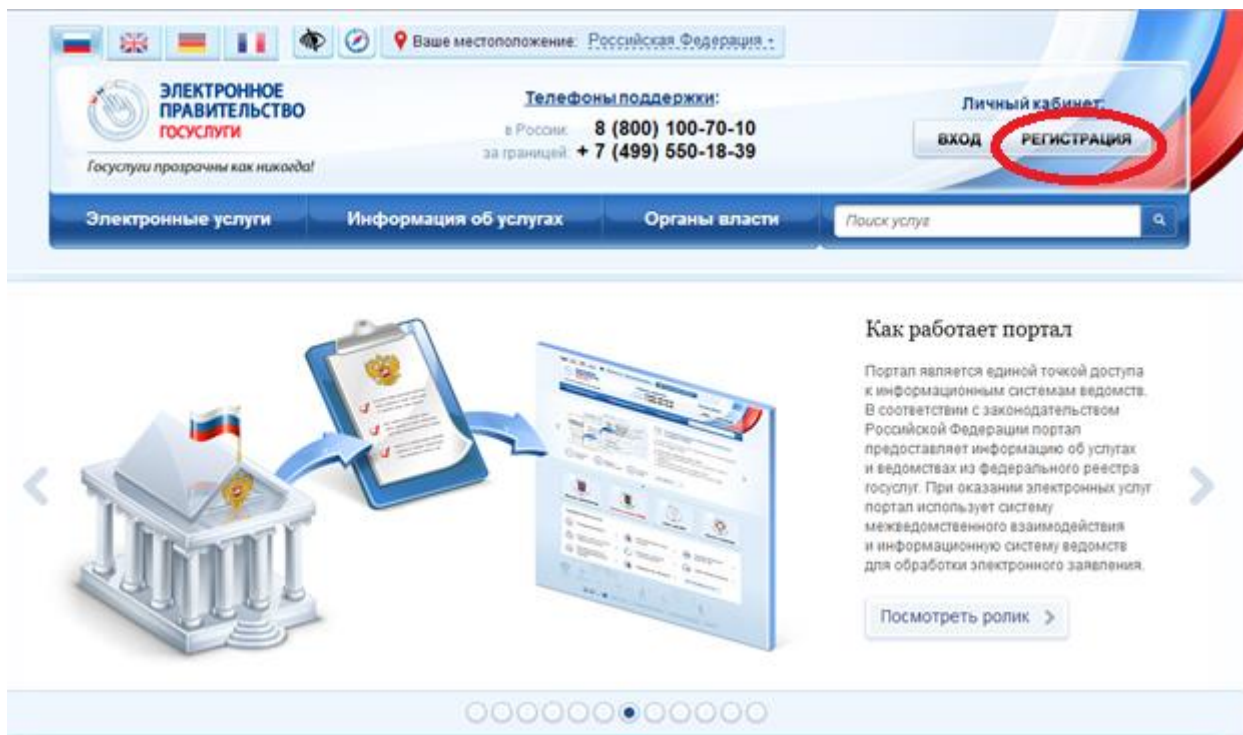 Ваше местоположение: Российская Федерация
ЭЛЕКТРОННОЕ
ПРАВИТЕЛЬСТВО
ГОСУСЛУГИ
Госуслуги прозрачны как никогда!
Телефоны поддержки:
в России: 8 (800) 100-70-10
за границей: + 7 (499) 550-18-39
Личный кабинет:
ВХОД РЕГИСТРАЦИЯ
Электронные услуги Информация об услугах Органы власти Поиск услуг
Как работает портал
Портал является единой точкой доступа
к информационным системам ведомств.
В соответствии с законодательством
Российской Федерации портал
предоставляет информацию об услугах
и ведомствах из федерального реестра
госуслуг. При оказании электронных услуг
портал использует систему
межведомственного взаимодействия
и информационную систему ведомств
для обработки электронного заявления.
Посмотреть ролик